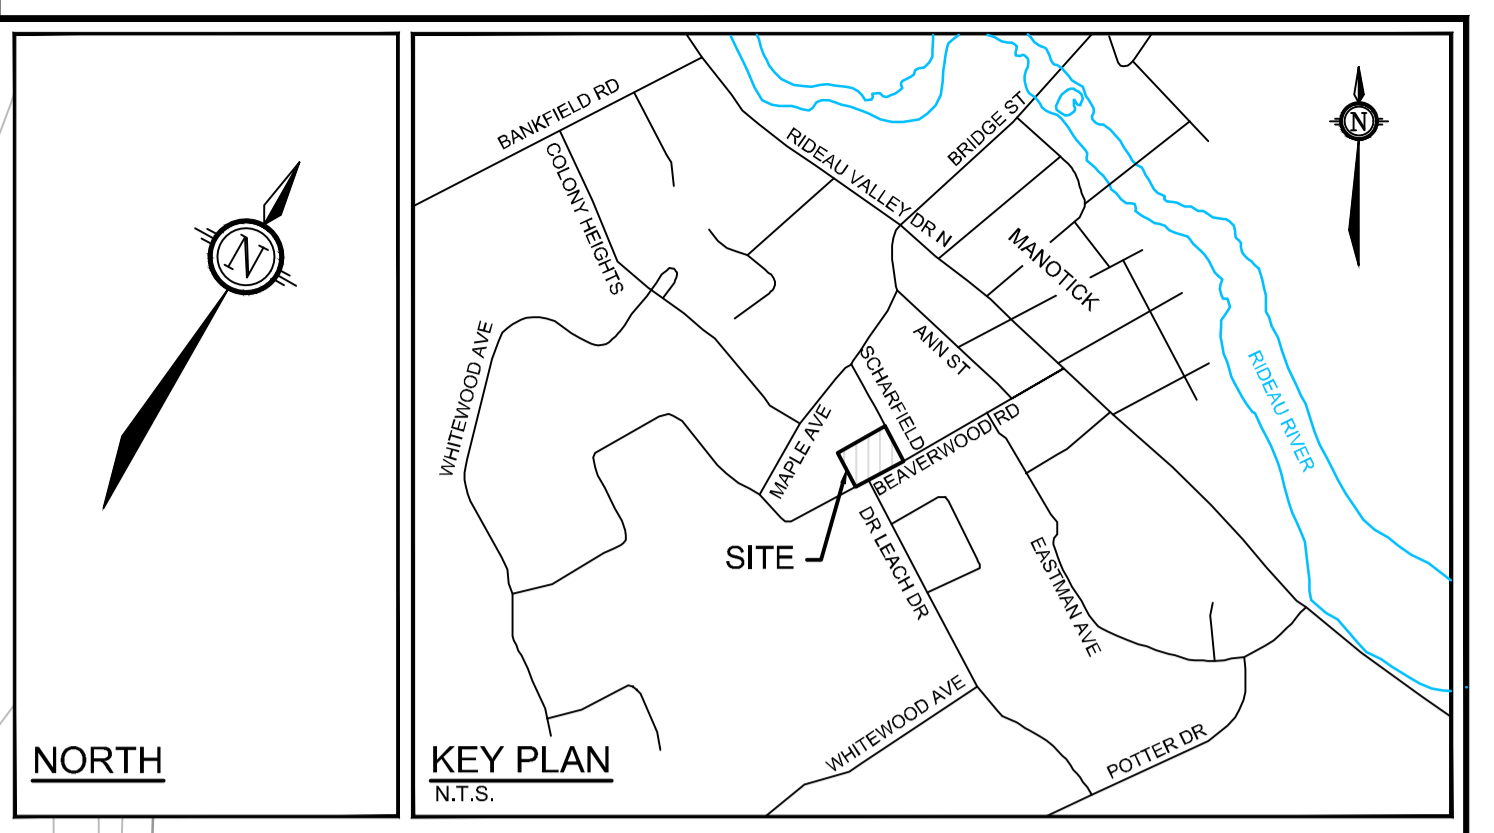 N
NORTH
BANKFIELD RD
COLONY HEIGHTS
RIDEAU VALLEY DR N
BRIDGE ST
N
MANOTICK
WHITEWOOD AVE
ANN ST
SCHARFIELD
MAPLE AVE
BEAVERWOOD RD
RIDEAU RIVER
SITE
DR LEACH DR
EASTMAN AVE
WHITEWOOD AVE
POTTER DR
KEY PLAN
N.T.S.